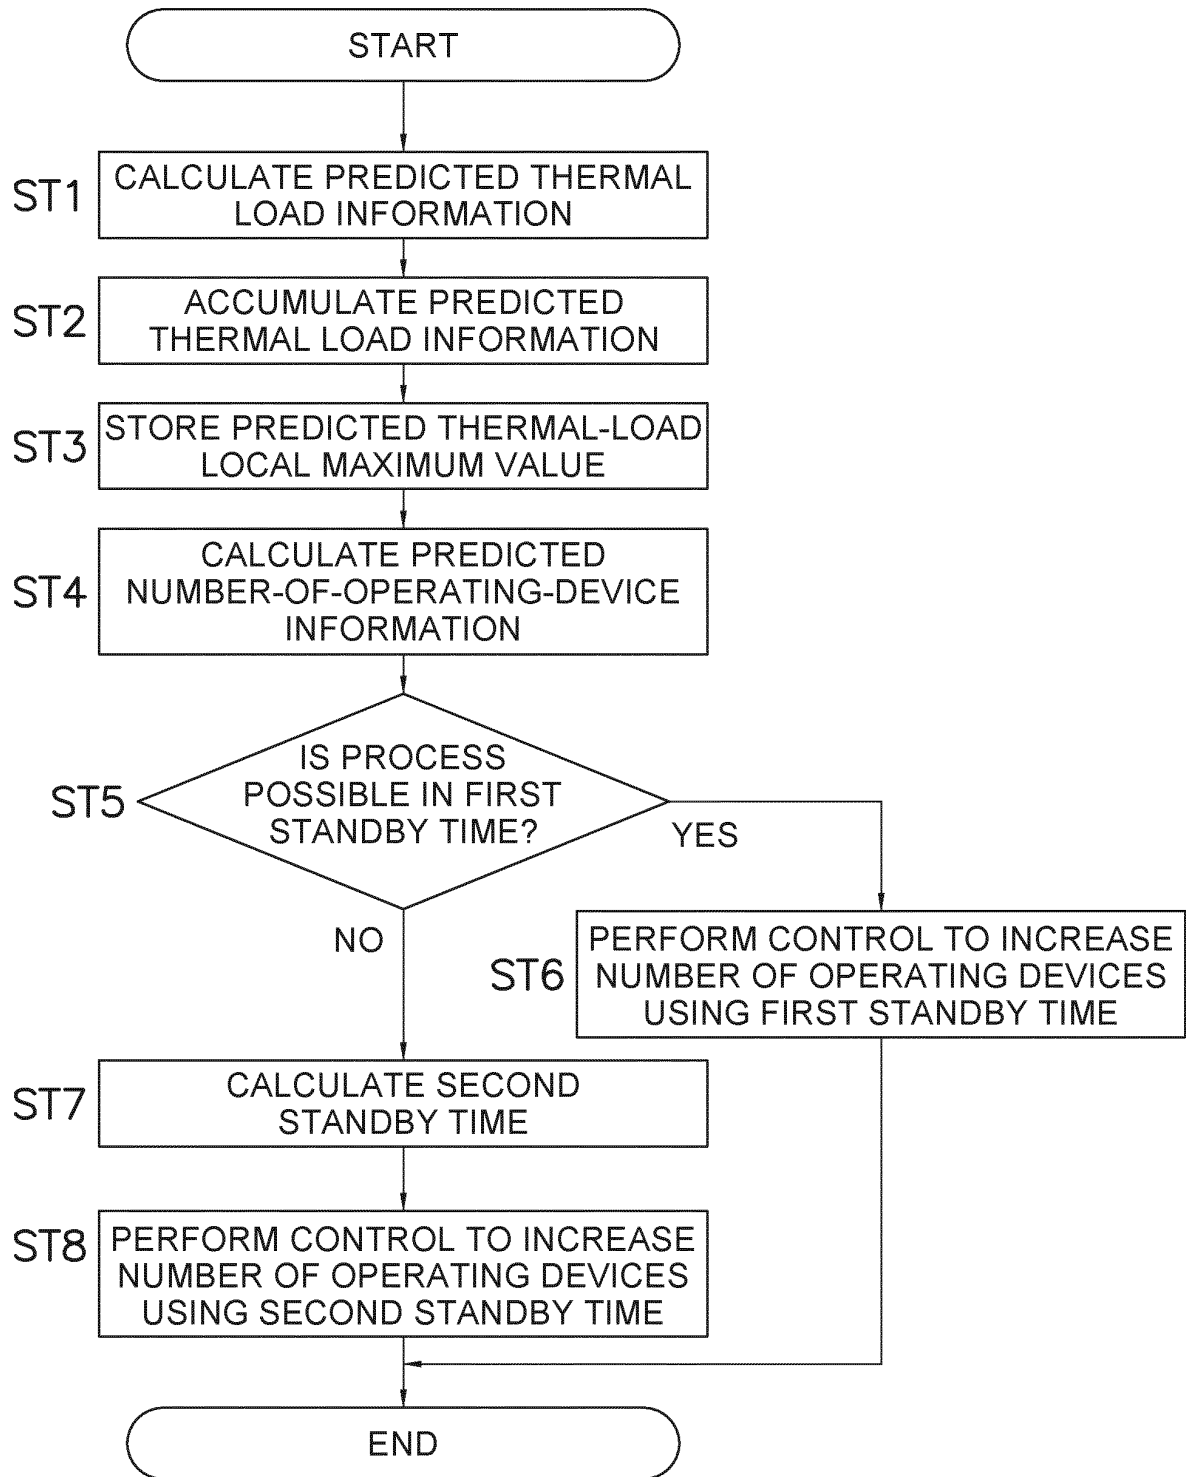 START
ST1
CALCULATE PREDICTED THERMAL
LOAD INFORMATION
ST2
ACCUMULATE PREDICTED
THERMAL LOAD INFORMATION
ST3
STORE PREDICTED THERMAL-LOAD
LOCAL MAXIMUM VALUE
ST4
CALCULATE PREDICTED
NUMBER-OF-OPERATING-DEVICE
INFORMATION
ST5
IS PROCESS
POSSIBLE IN FIRST
STANDBY TIME?
YES
NO
ST6
PERFORM CONTROL TO INCREASE
NUMBER OF OPERATING DEVICES
USING FIRST STANDBY TIME
ST7
CALCULATE SECOND
STANDBY TIME
ST8
PERFORM CONTROL TO INCREASE
NUMBER OF OPERATING DEVICES
USING SECOND STANDBY TIME
END